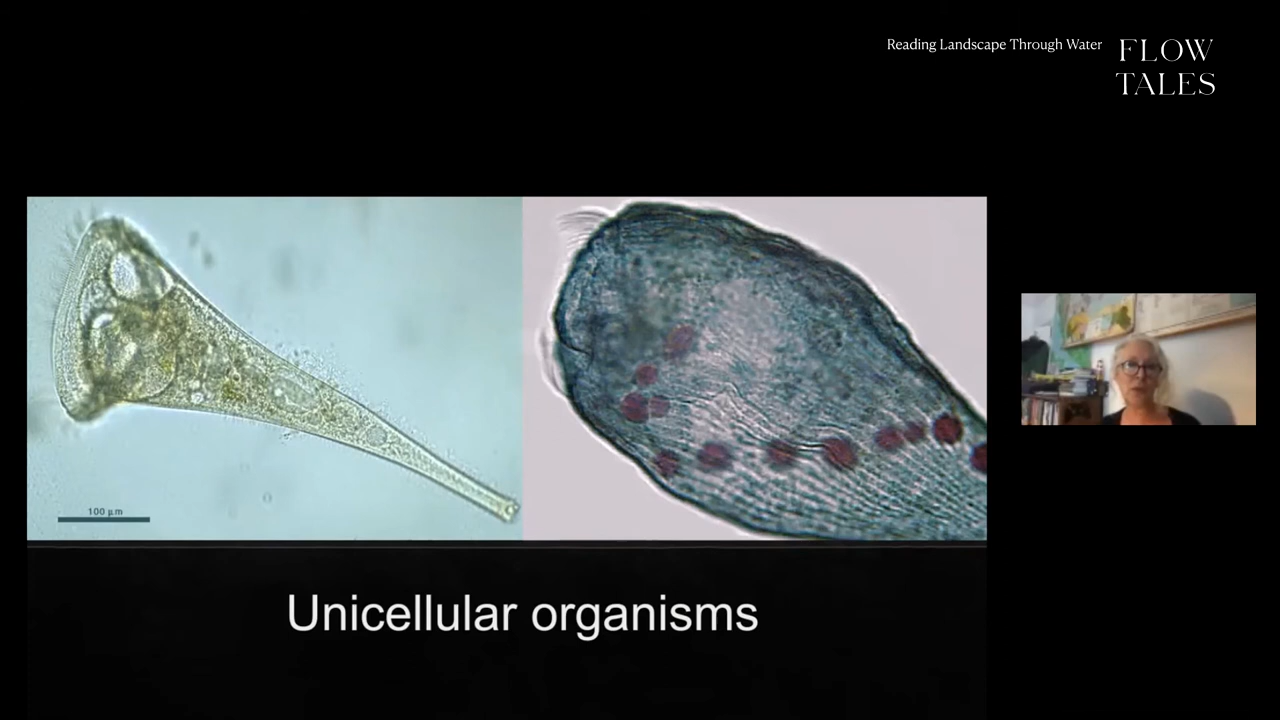 Reading Landscape Through Water
FLOW
TALES
100 µm
Unicellular organisms